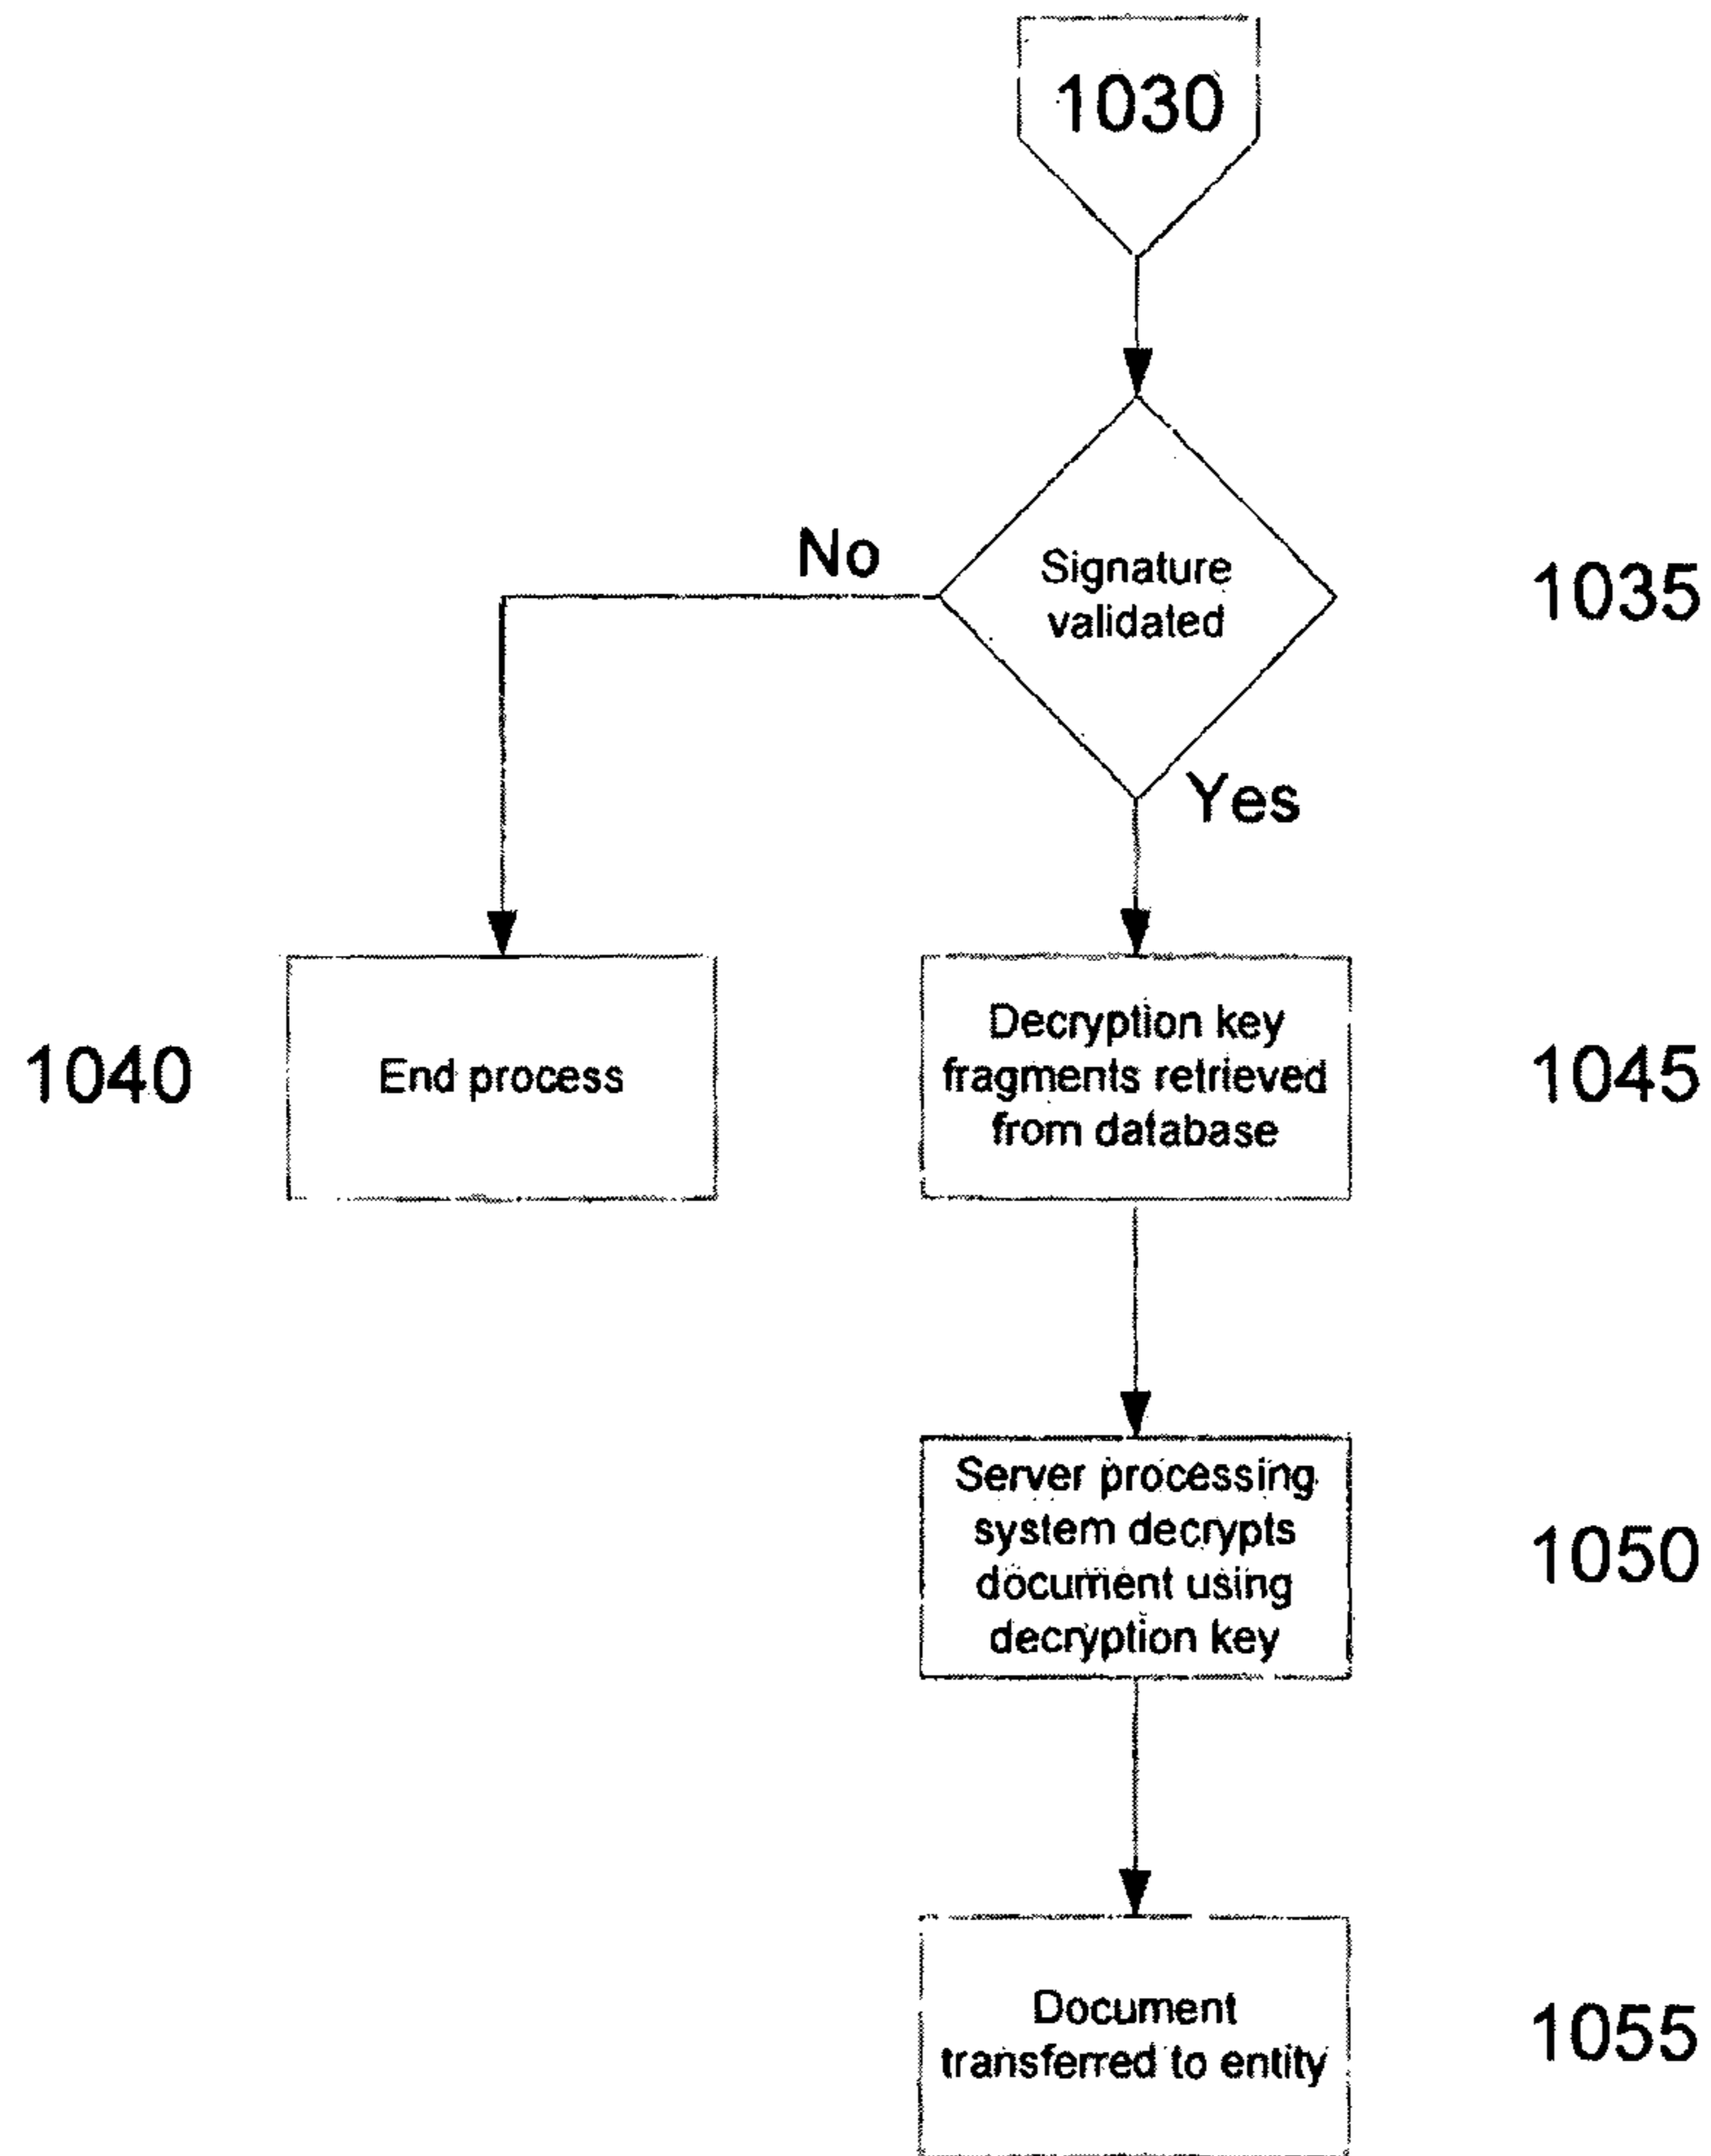 1030
Signature
validated
1035
No
Yes
1040
End process
Decryption key
fragments retrieved
from database
1045
Server processing
system decrypts
document using
decryption key
1050
Document
transferred to entity
1055